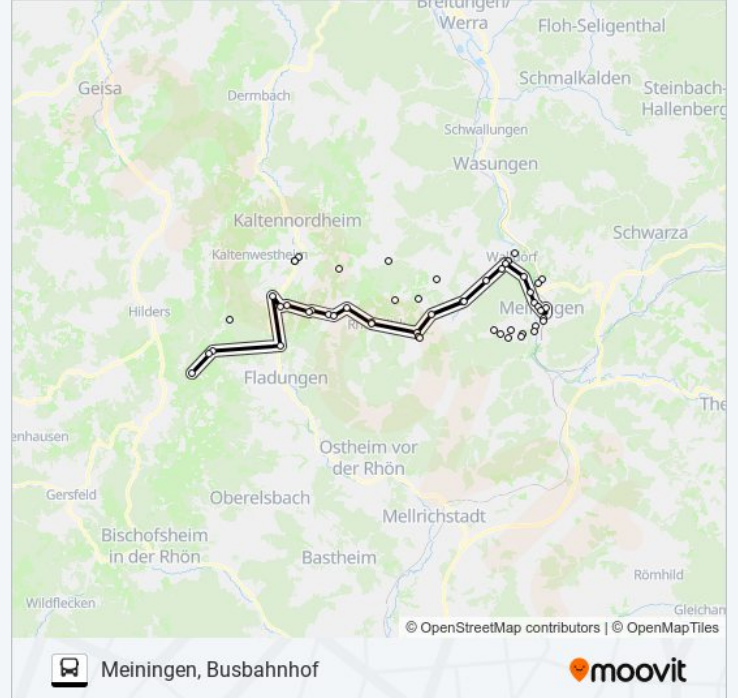 Breitungen/
Werra
Floh-Seligenthal
Geisa
Schmalkalden
Steinbach-
Hallenberg
Dermbach
Schwallungen
Wasungen
Kaltennordheim
Schwarza
Kaltenwestheim
Hilders
Meiningen
Fladungen
The
enhausen
Ostheim vor
der Rhön
Gersfeld
Oberelsbach
Mellrichstadt
Bischofsheim
in der Rhön
Bastheim
Römhild
Wildflecken
Gleichan
© OpenStreetMap contributors | © OpenMapTiles
Meiningen, Busbahnhof
moovit